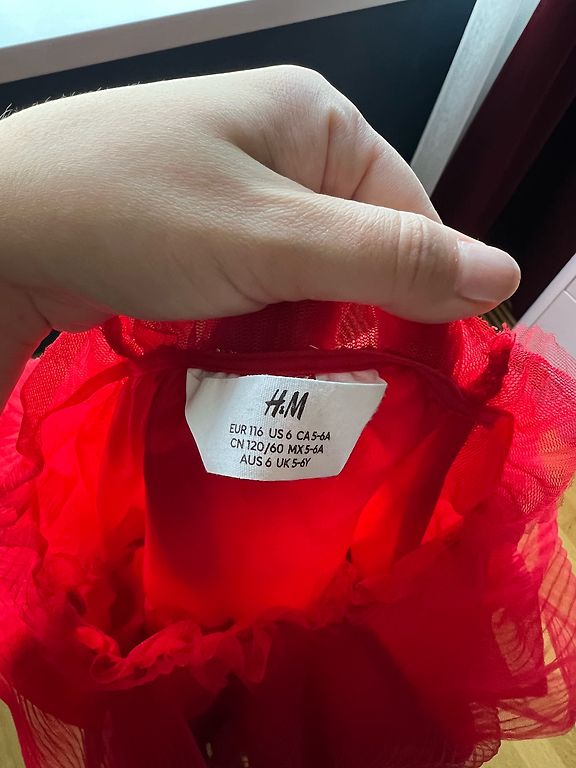 H&M
EUR 116 US 6 CA 5-6A
CN 120/60 MX 5-6A
AUS 6 UK 5-6Y